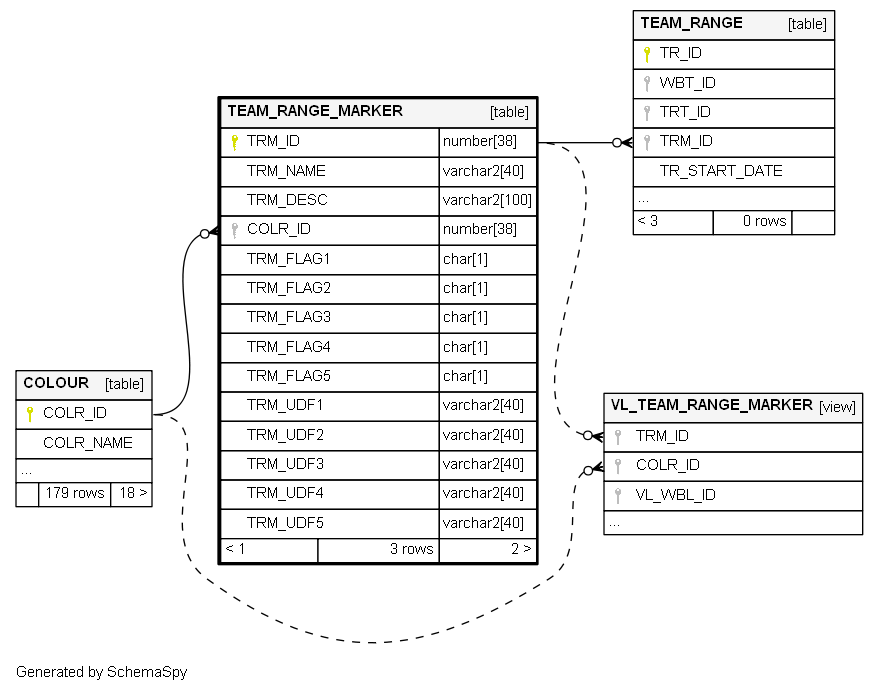 TEAM_RANGE [table]
TR_ID
WBT_ID
TRT_ID
TRM_ID
TR_START_DATE
...
< 3 0 rows
TEAM_RANGE_MARKER [table]
TRM_ID number[38]
TRM_NAME varchar2[40]
TRM_DESC varchar2[100]
COLR_ID number[38]
TRM_FLAG1 char[1]
TRM_FLAG2 char[1]
TRM_FLAG3 char[1]
TRM_FLAG4 char[1]
TRM_FLAG5 char[1]
TRM_UDF1 varchar2[40]
TRM_UDF2 varchar2[40]
TRM_UDF3 varchar2[40]
TRM_UDF4 varchar2[40]
TRM_UDF5 varchar2[40]
< 1 3 rows 2 >
COLOUR [table]
COLR_ID
COLR_NAME
...
179 rows 18 >
VL_TEAM_RANGE_MARKER [view]
TRM_ID
COLR_ID
VL_WBL_ID
...
Generated by SchemaSpy